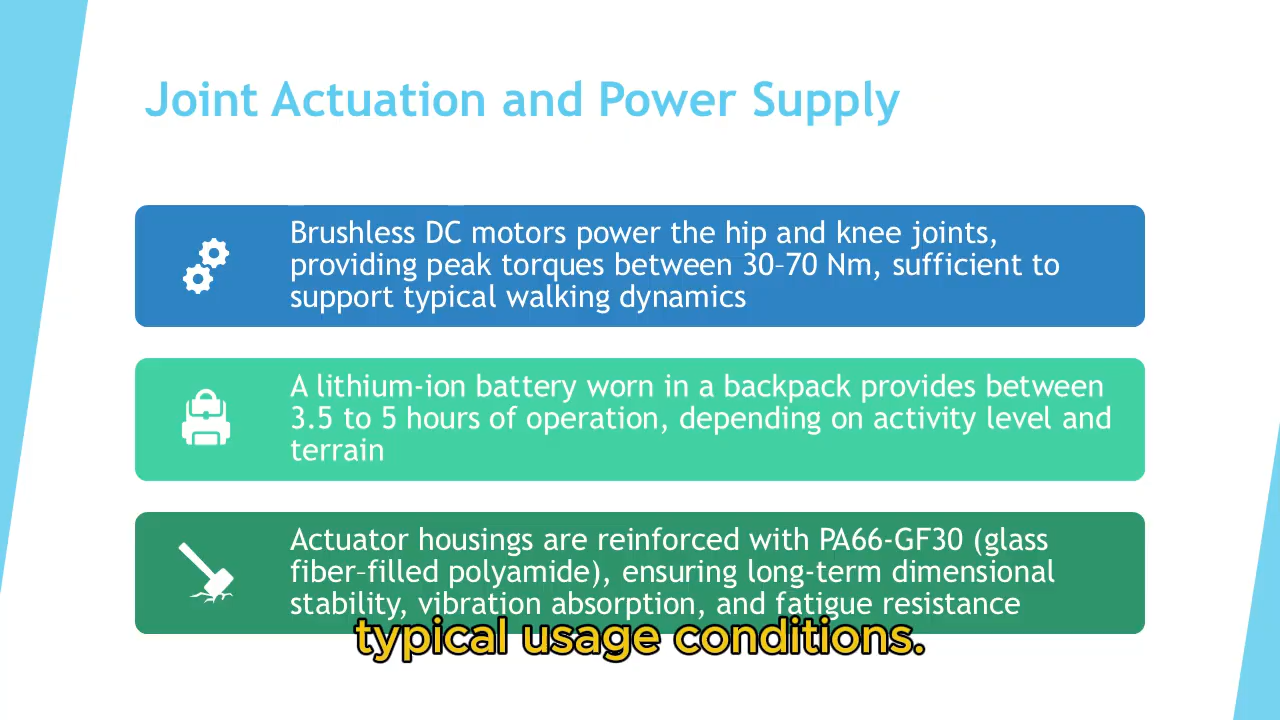 Joint Actuation and Power Supply
Brushless DC motors power the hip and knee joints,
providing peak torques between 30–70 Nm, sufficient to
support typical walking dynamics
A lithium-ion battery worn in a backpack provides between
3.5 to 5 hours of operation, depending on activity level and
terrain
Actuator housings are reinforced with PA66-GF30 (glass
fiber–filled polyamide), ensuring long-term dimensional
stability, vibration absorption, and fatigue resistance
typical usage conditions.